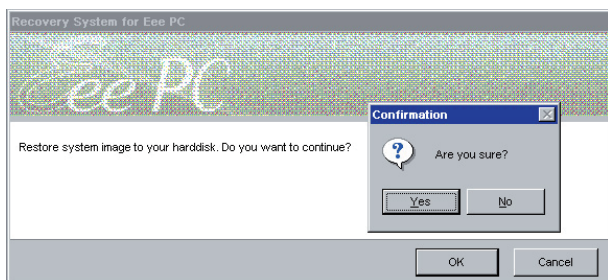 Recovery System for Eee PC
Eee PC
Confirmation
Restore system image to your harddisk. Do you want to continue?
Are you sure?
Yes
No
OK
Cancel